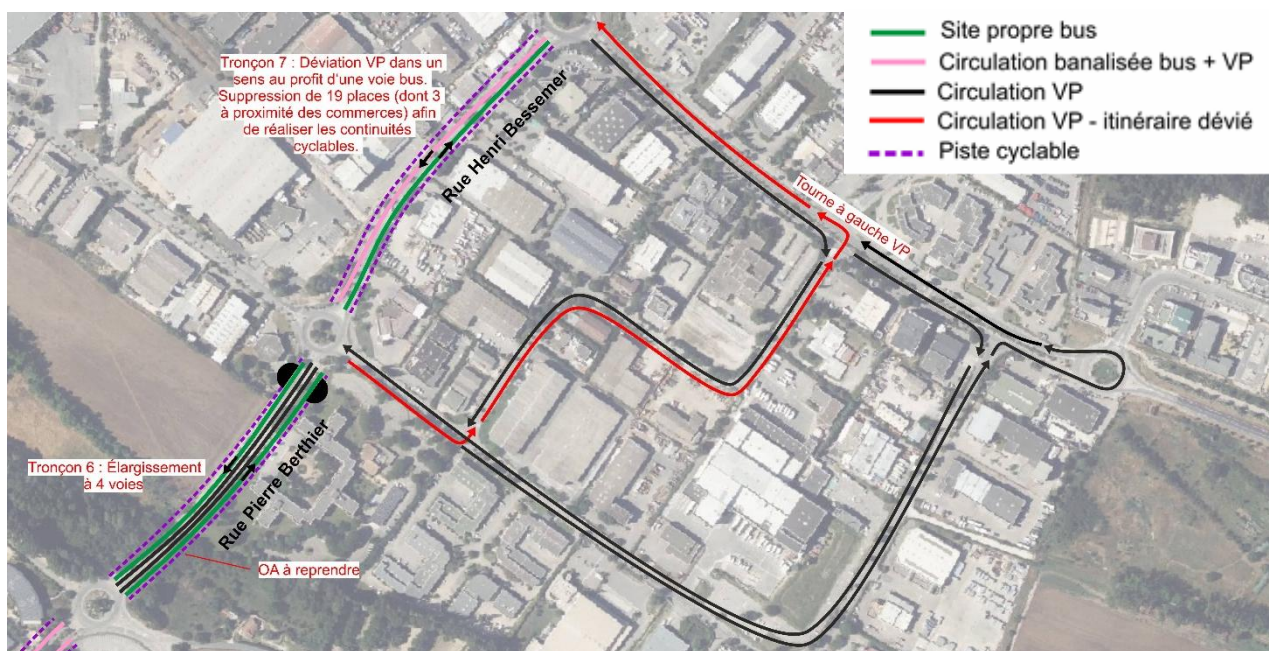 Tronçon 7 : Déviation VP dans un
sens au profit d'une voie bus.
Suppression de 19 places (dont 3
à proximité des commerces) afin
de réaliser les continuités
cyclables.
Rue Henri Bessemer
Site propre bus
Circulation banalisée bus + VP
Circulation VP
Circulation VP - itinéraire dévié
Piste cyclable
Tourne à gauche VP
Tronçon 6 : Élargissement
à 4 voies
Rue Pierre Berthier
OA à reprendre